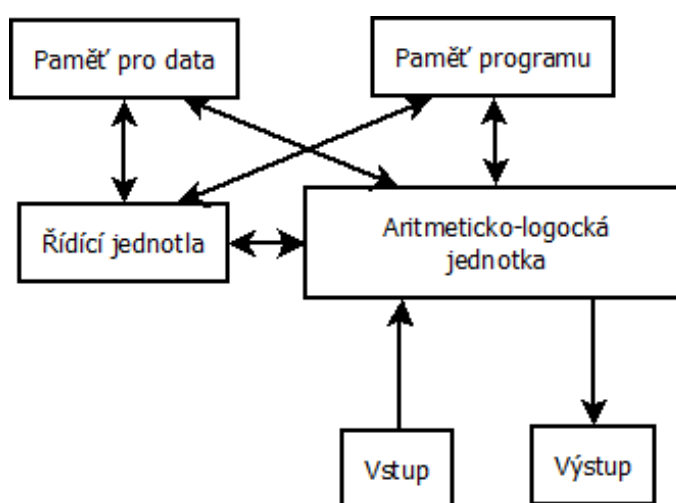 Paměť pro data
Paměť programu
Řídící jednotla
Aritmeticko-logocká
jednotka
Vstup
Výstup